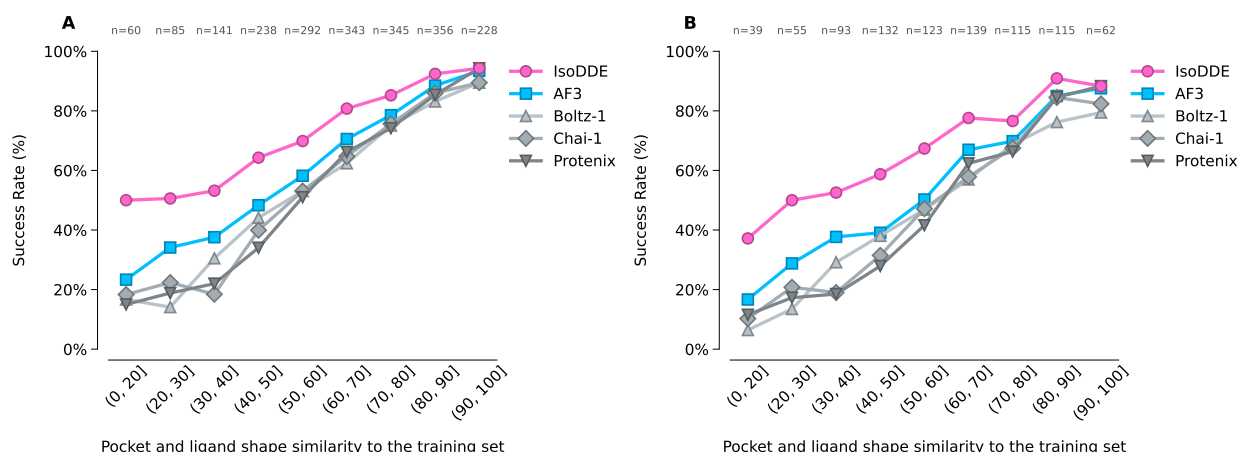 A
n=60 n=85 n=141 n=238 n=292 n=343 n=345 n=356 n=228
100%
80%
60%
40%
20%
0%
Success Rate (%)
(0, 20] (20, 30] (30, 40] (40, 50] (50, 60] (60, 70] (70, 80] (80, 90] (90, 100]
Pocket and ligand shape similarity to the training set
IsoDDE
AF3
Boltz-1
Chai-1
Protenix
B
n=39 n=55 n=93 n=132 n=123 n=139 n=115 n=115 n=62
100%
80%
60%
40%
20%
0%
Success Rate (%)
(0, 20] (20, 30] (30, 40] (40, 50] (50, 60] (60, 70] (70, 80] (80, 90] (90, 100]
Pocket and ligand shape similarity to the training set
IsoDDE
AF3
Boltz-1
Chai-1
Protenix